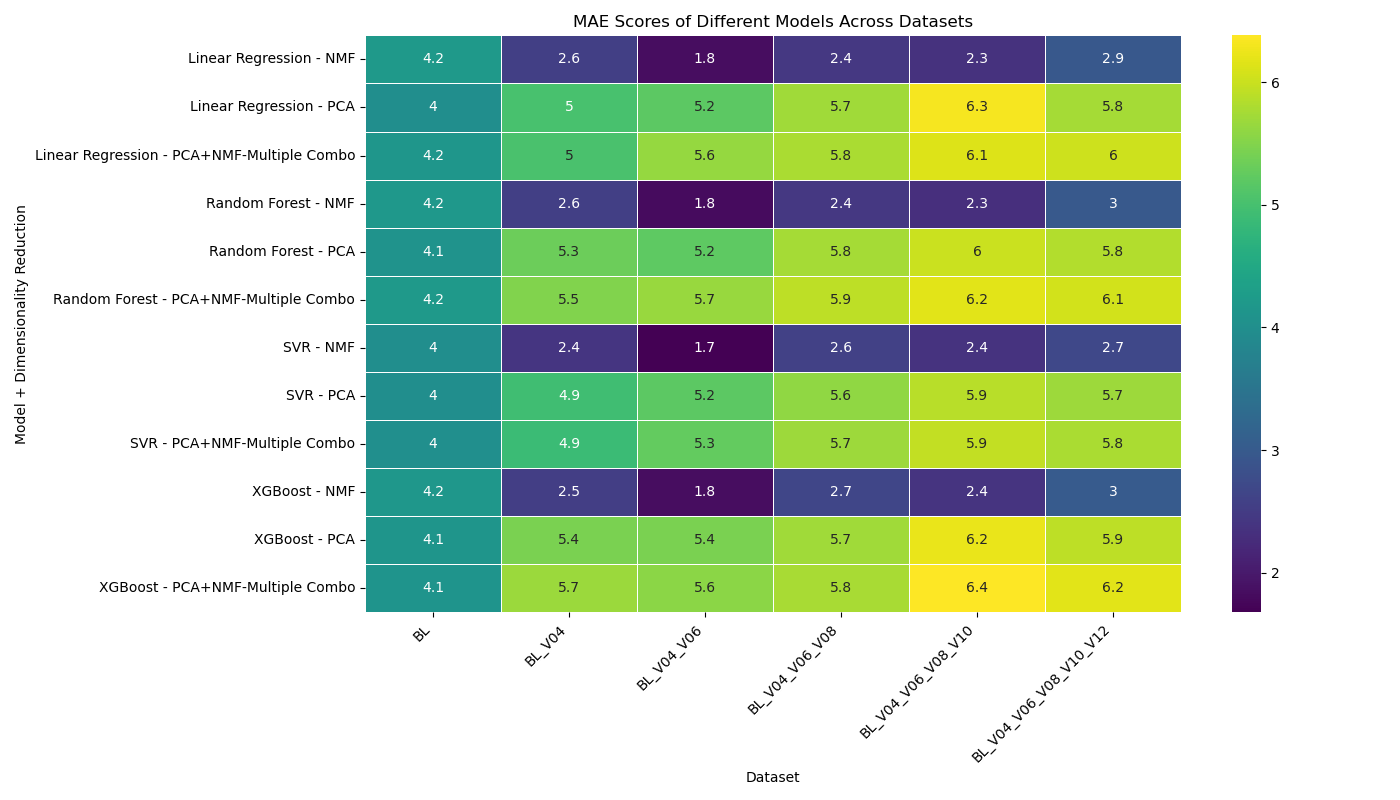 MAE Scores of Different Models Across Datasets
Model + Dimensionality Reduction
Linear Regression - NMF 4.2 2.6 1.8 2.4 2.3 2.9
Linear Regression - PCA 4 5 5.2 5.7 6.3 5.8
Linear Regression - PCA+NMF-Multiple Combo 4.2 5 5.6 5.8 6.1 6
Random Forest - NMF 4.2 2.6 1.8 2.4 2.3 3
Random Forest - PCA 4.1 5.3 5.2 5.8 6 5.8
Random Forest - PCA+NMF-Multiple Combo 4.2 5.5 5.7 5.9 6.2 6.1
SVR - NMF 4 2.4 1.7 2.6 2.4 2.7
SVR - PCA 4 4.9 5.2 5.6 5.9 5.7
SVR - PCA+NMF-Multiple Combo 4 4.9 5.3 5.7 5.9 5.8
XGBoost - NMF 4.2 2.5 1.8 2.7 2.4 3
XGBoost - PCA 4.1 5.4 5.4 5.7 6.2 5.9
XGBoost - PCA+NMF-Multiple Combo 4.1 5.7 5.6 5.8 6.4 6.2
BL BL_V04 BL_V04_V06 BL_V04_V06_V08 BL_V04_V06_V08_V10 BL_V04_V06_V08_V10_V12
Dataset
6
5
4
3
2